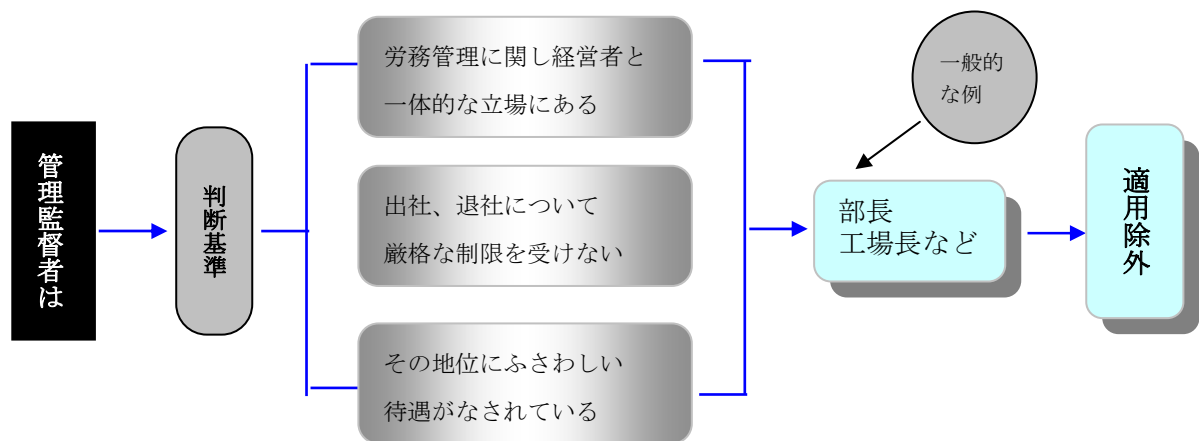 管理監督者は
判断基準
労務管理に関し経営者と
一体的な立場にある
出社、退社について
厳格な制限を受けない
その地位にふさわしい
待遇がなされている
一般的
な例
部長
工場長など
適用除外